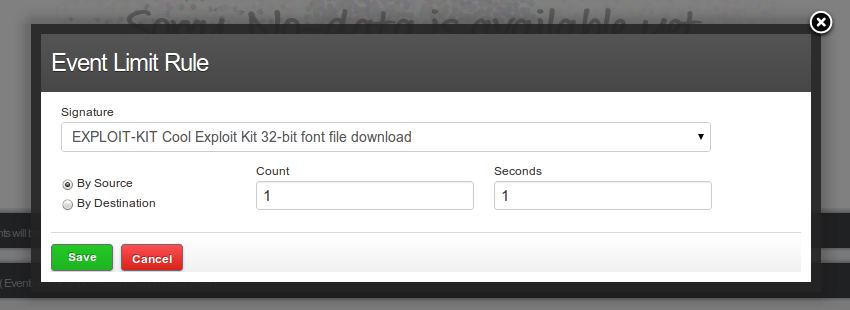 Sorry, No data is available yet
Event Limit Rule
Signature
EXPLOIT-KIT Cool Exploit Kit 32-bit font file download
By Source
By Destination
Count
1
Seconds
1
nts will
( Event
Save
Cancel